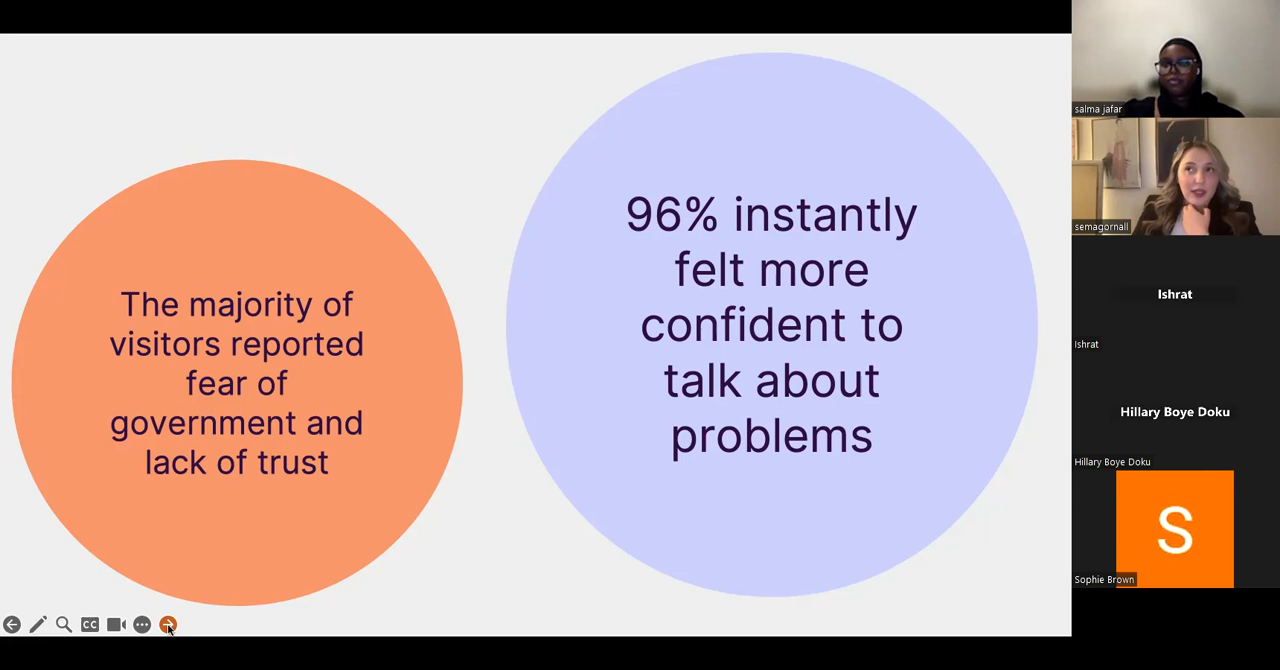 The majority of
visitors reported
fear of
government and
lack of trust
96% instantly
felt more
confident to
talk about
problems
CC
salma jafar
semagornall
Ishrat
Ishrat
Hillary Boye Doku
Hillary Boye Doku
S
Sophie Brown